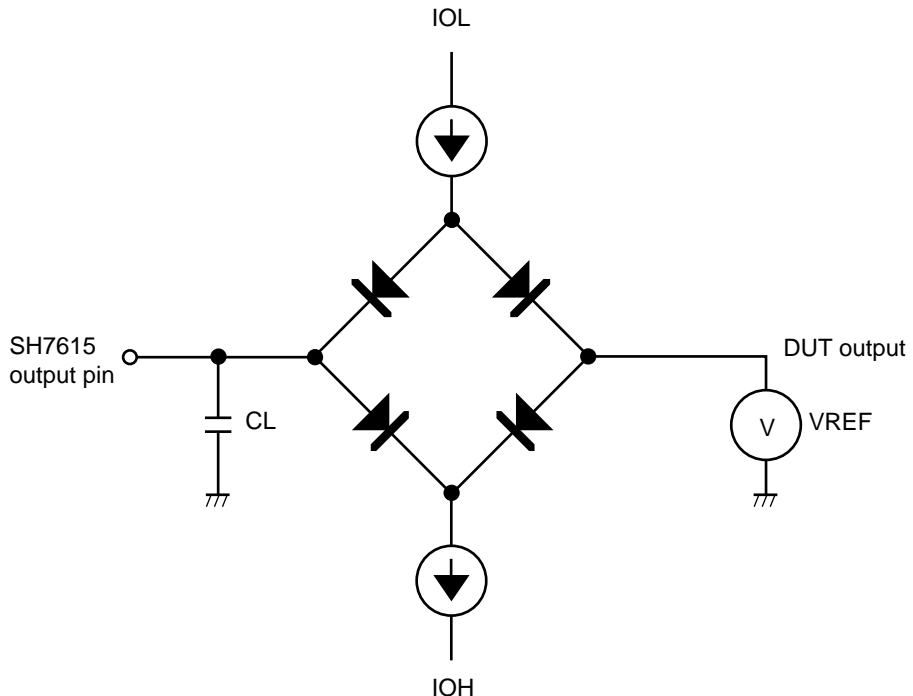 IOL
SH7615
output pin
CL
DUT output
V
VREF
IOH